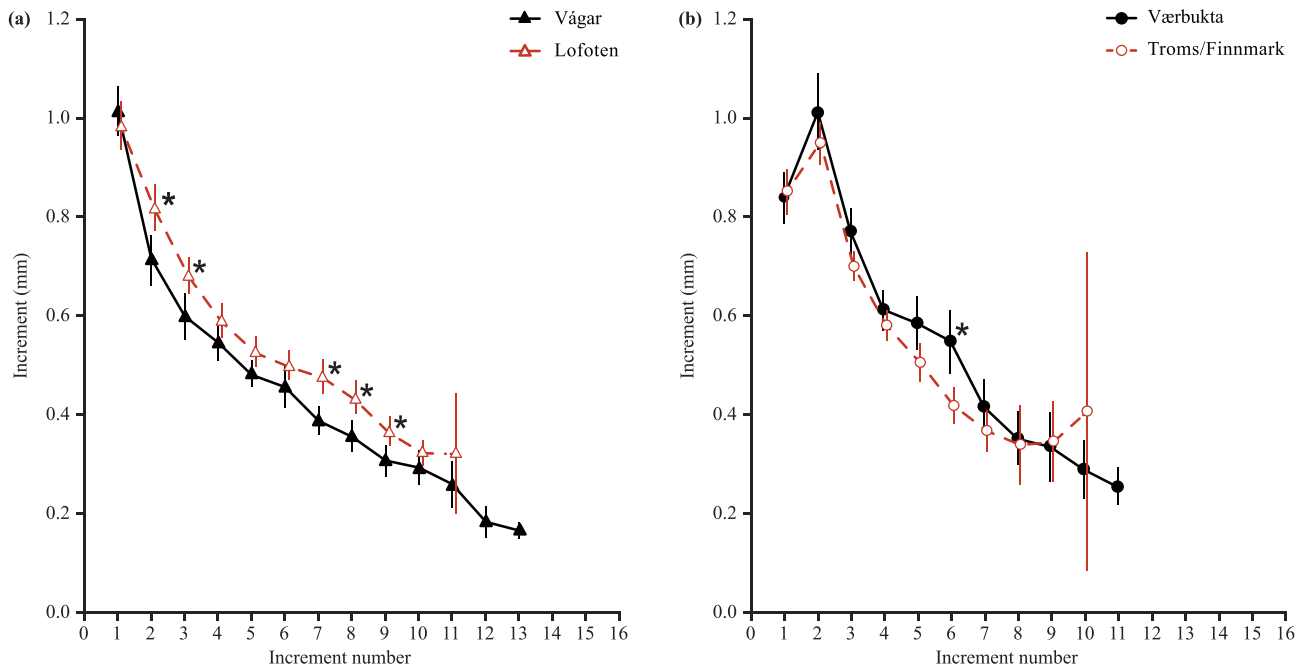 (a)
Vágar
Lofoten
1.2
1.0
0.8
0.6
0.4
0.2
0.0
Increment (mm)
*
*
*
*
*
0 1 2 3 4 5 6 7 8 9 10 11 12 13 14 15 16
Increment number
(b)
Værbukta
Troms/Finnmark
1.2
1.0
0.8
0.6
0.4
0.2
0.0
Increment (mm)
*
0 1 2 3 4 5 6 7 8 9 10 11 12 13 14 15 16
Increment number